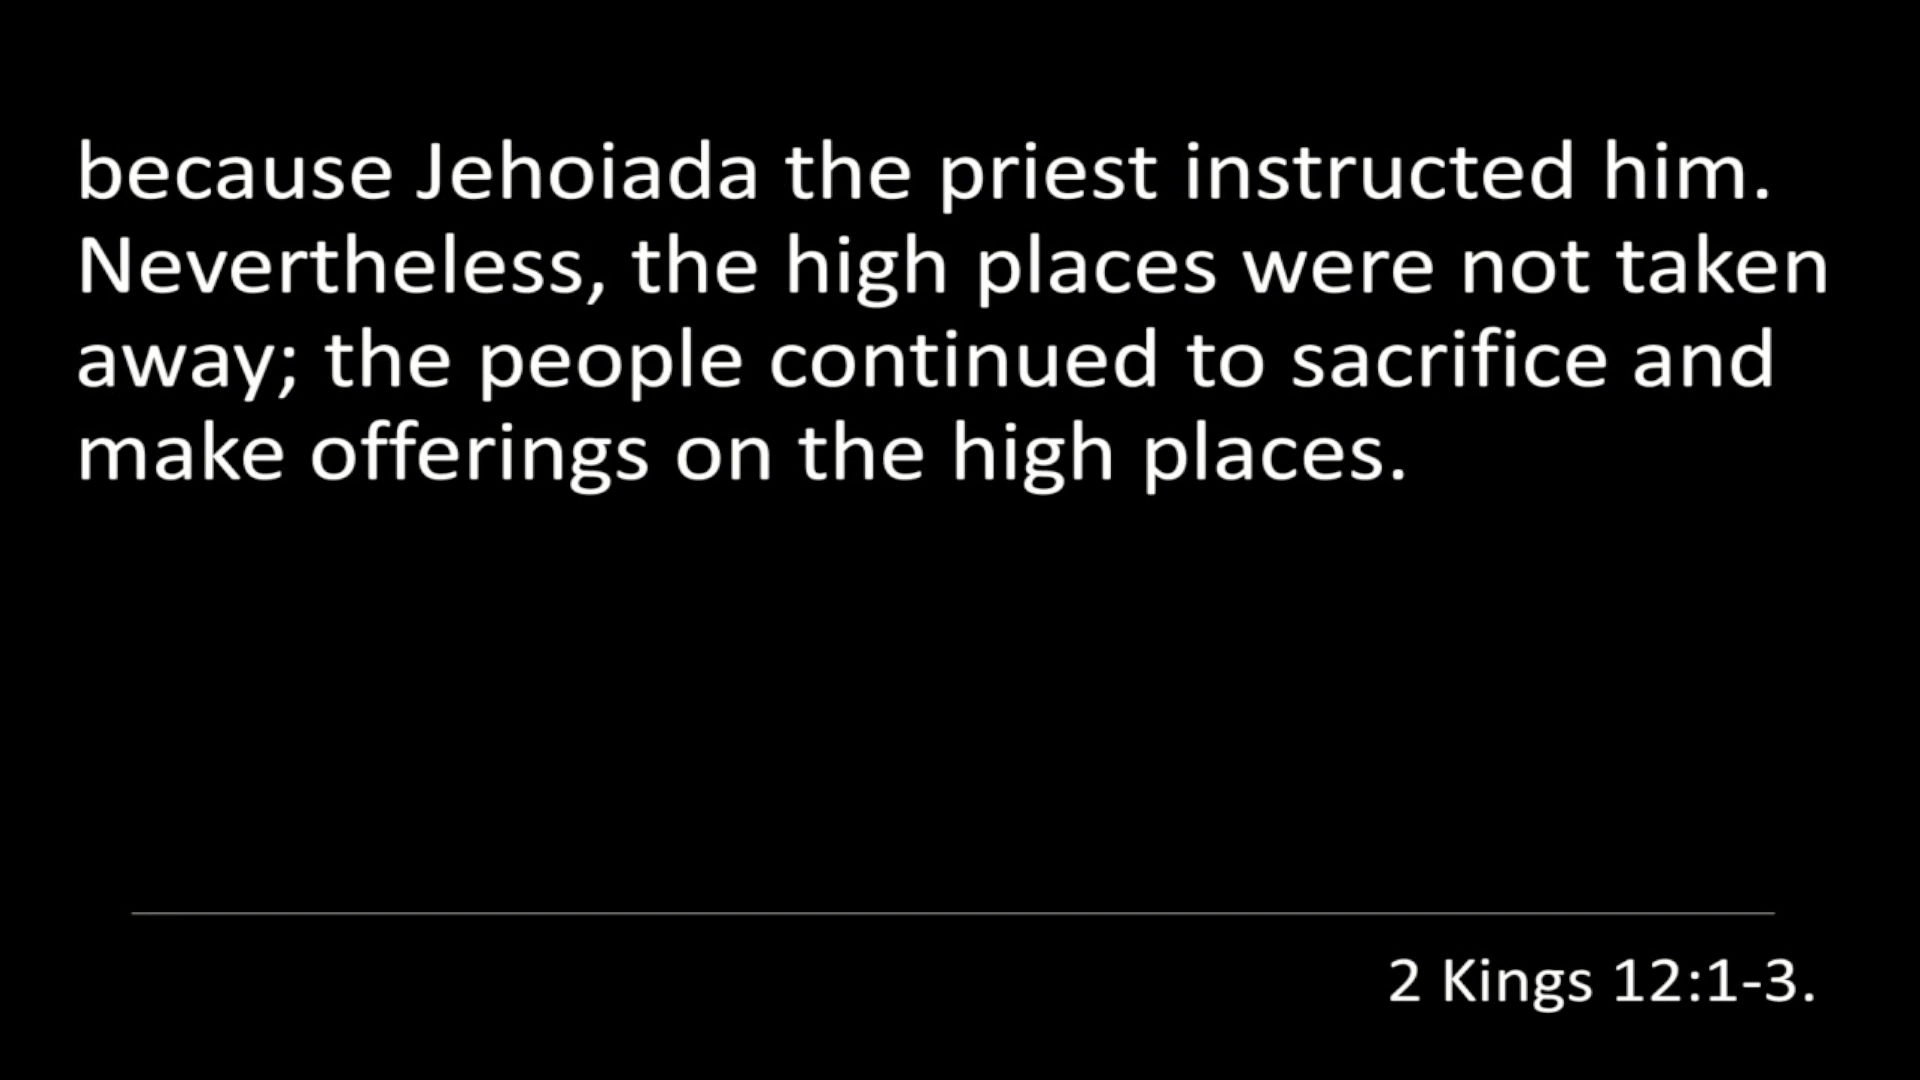 because Jehoiada the priest instructed him.
Nevertheless, the high places were not taken
away; the people continued to sacrifice and
make offerings on the high places.
2 Kings 12:1-3.